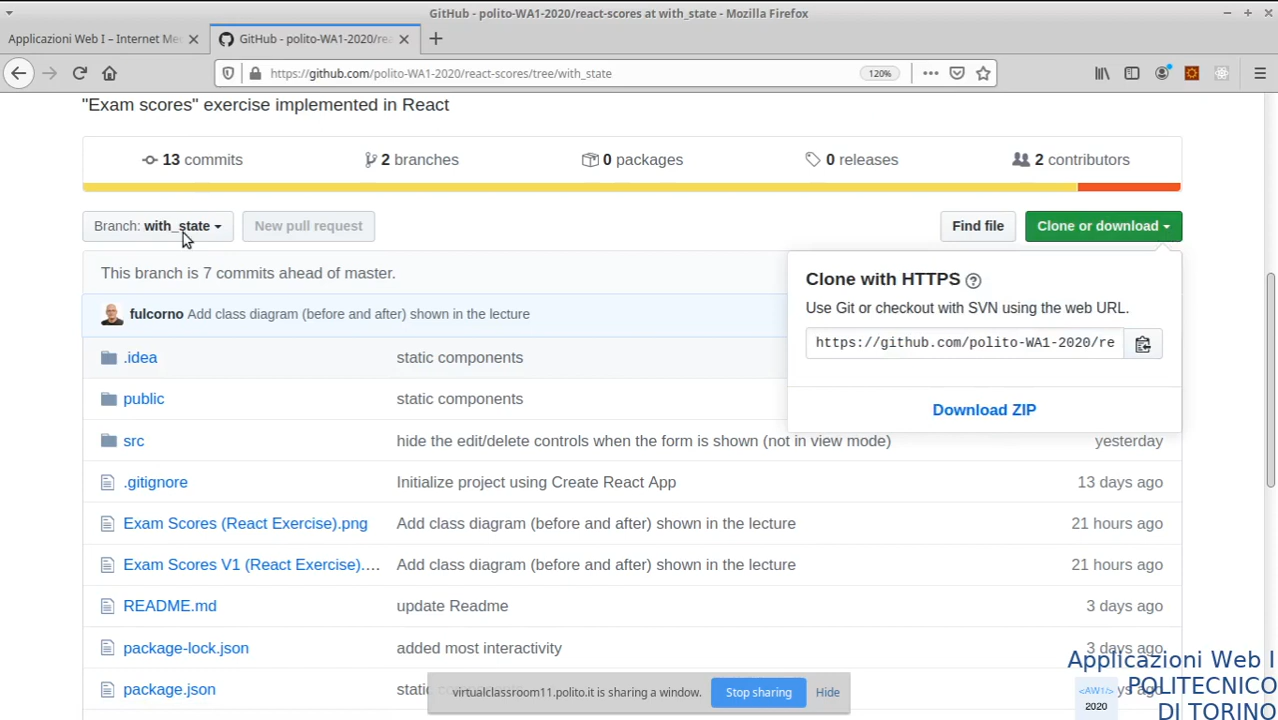 GitHub - polito-WA1-2020/react-scores at with_state - Mozilla Firefox
Applicazioni Web I – Internet Me
GitHub - polito-WA1-2020/rea
https://github.com/polito-WA1-2020/react-scores/tree/with_state
120%
"Exam scores" exercise implemented in React
13 commits
2 branches
0 packages
0 releases
2 contributors
Branch: with_state
New pull request
Find file
Clone or download
This branch is 7 commits ahead of master.
Clone with HTTPS
Use Git or checkout with SVN using the web URL.
https://github.com/polito-WA1-2020/re
Download ZIP
fulcorno Add class diagram (before and after) shown in the lecture
.idea static components
public static components
src hide the edit/delete controls when the form is shown (not in view mode) yesterday
.gitignore Initialize project using Create React App 13 days ago
Exam Scores (React Exercise).png Add class diagram (before and after) shown in the lecture 21 hours ago
Exam Scores V1 (React Exercise).... Add class diagram (before and after) shown in the lecture 21 hours ago
README.md update Readme 3 days ago
package-lock.json added most interactivity 3 days ago
package.json
virtualclassroom11.polito.it is sharing a window. Stop sharing Hide
Applicazioni Web I
POLITECNICO
DI TORINO
<AW1/>
2020